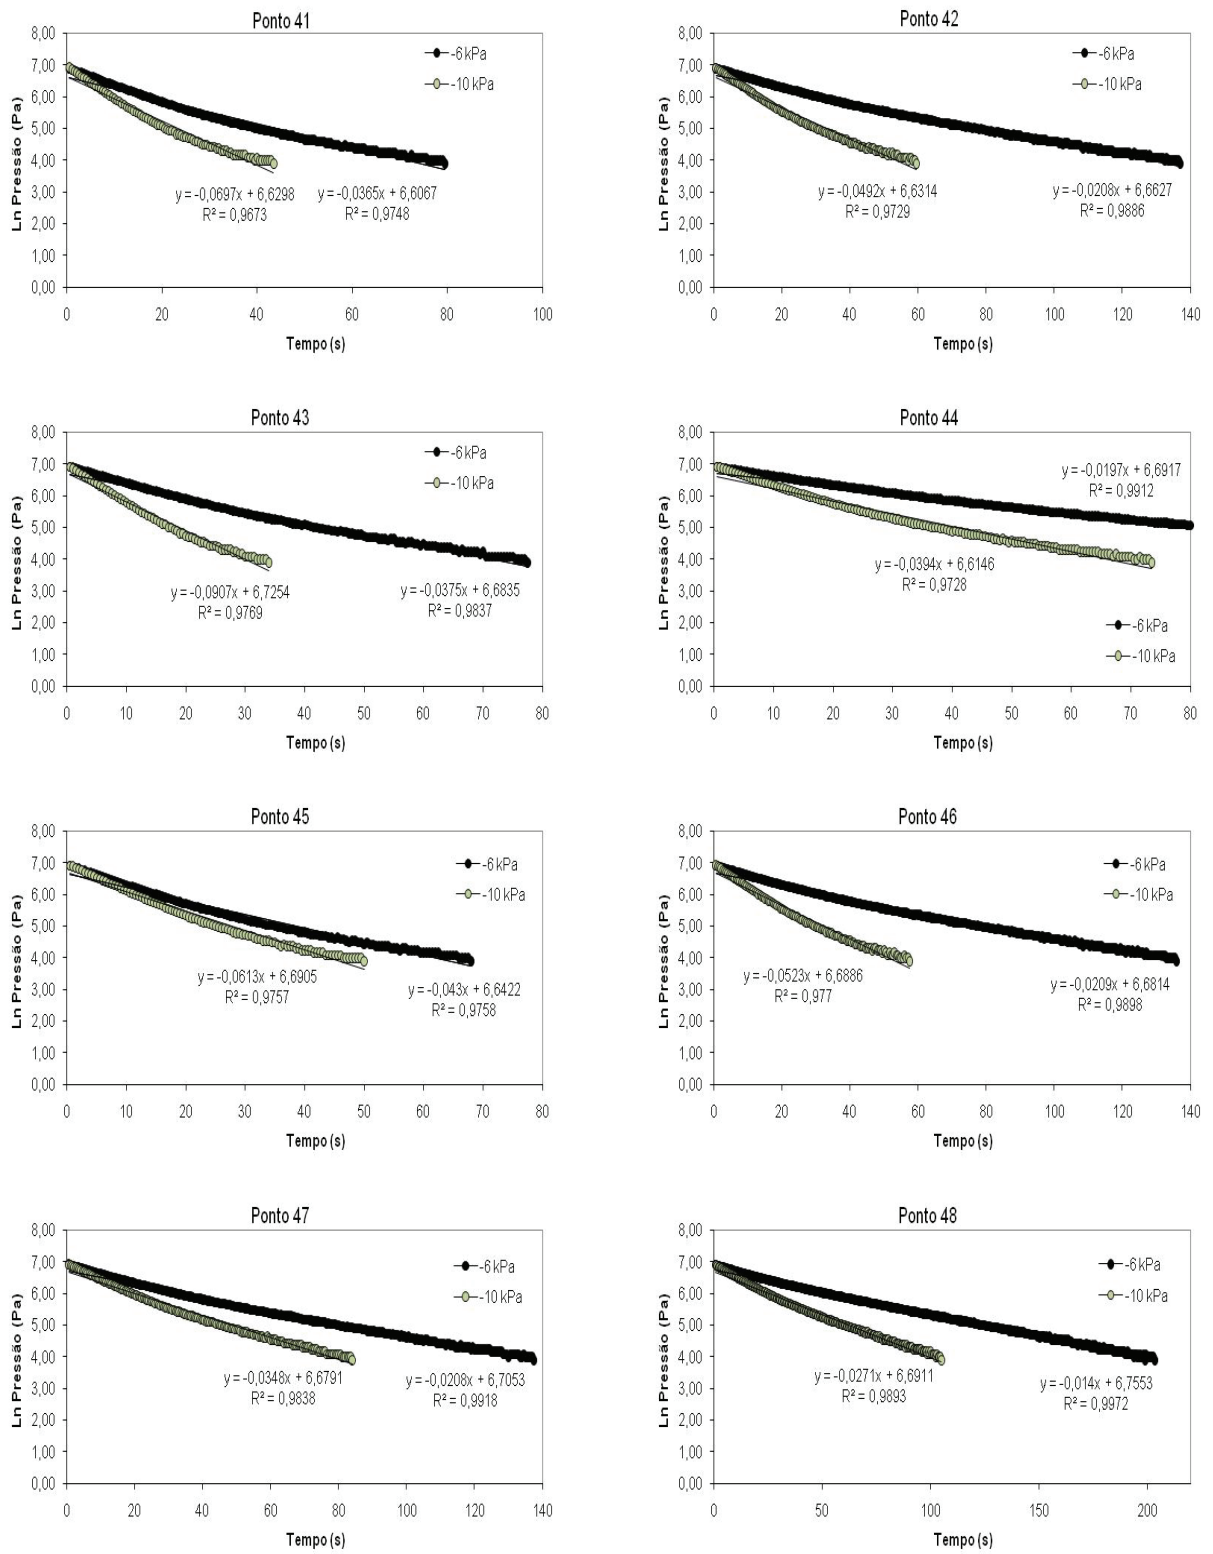 Ponto 41
8,00
7,00
6,00
5,00
4,00
3,00
2,00
1,00
0,00
Ln Pressão (Pa)
-6 kPa
-10 kPa
y = -0,0697x + 6,6298
R² = 0,9673
y = -0,0365x + 6,6067
R² = 0,9748
0 20 40 60 80 100
Tempo (s)
Ponto 42
8,00
7,00
6,00
5,00
4,00
3,00
2,00
1,00
0,00
Ln Pressão (Pa)
-6 kPa
-10 kPa
y = -0,0492x + 6,6314
R² = 0,9729
y = -0,0208x + 6,6627
R² = 0,9886
0 20 40 60 80 100 120 140
Tempo (s)
Ponto 43
8,00
7,00
6,00
5,00
4,00
3,00
2,00
1,00
0,00
Ln Pressão (Pa)
-6 kPa
-10 kPa
y = -0,0907x + 6,7254
R² = 0,9769
y = -0,0375x + 6,6835
R² = 0,9837
0 10 20 30 40 50 60 70 80
Tempo (s)
Ponto 44
8,00
7,00
6,00
5,00
4,00
3,00
2,00
1,00
0,00
Ln Pressão (Pa)
y = -0,0197x + 6,6917
R² = 0,9912
y = -0,0394x + 6,6146
R² = 0,9728
-6 kPa
-10 kPa
0 10 20 30 40 50 60 70 80
Tempo (s)
Ponto 45
8,00
7,00
6,00
5,00
4,00
3,00
2,00
1,00
0,00
Ln Pressão (Pa)
-6 kPa
-10 kPa
y = -0,0613x + 6,6905
R² = 0,9757
y = -0,043x + 6,6422
R² = 0,9758
0 10 20 30 40 50 60 70 80
Tempo (s)
Ponto 46
8,00
7,00
6,00
5,00
4,00
3,00
2,00
1,00
0,00
Ln Pressão (Pa)
-6 kPa
-10 kPa
y = -0,0523x + 6,6886
R² = 0,977
y = -0,0209x + 6,6814
R² = 0,9898
0 20 40 60 80 100 120 140
Tempo (s)
Ponto 47
8,00
7,00
6,00
5,00
4,00
3,00
2,00
1,00
0,00
Ln Pressão (Pa)
-6 kPa
-10 kPa
y = -0,0348x + 6,6791
R² = 0,9838
y = -0,0208x + 6,7053
R² = 0,9918
0 20 40 60 80 100 120 140
Tempo (s)
Ponto 48
8,00
7,00
6,00
5,00
4,00
3,00
2,00
1,00
0,00
Ln Pressão (Pa)
-6 kPa
-10 kPa
y = -0,0271x + 6,6911
R² = 0,9893
y = -0,014x + 6,7553
R² = 0,9972
0 50 100 150 200
Tempo (s)